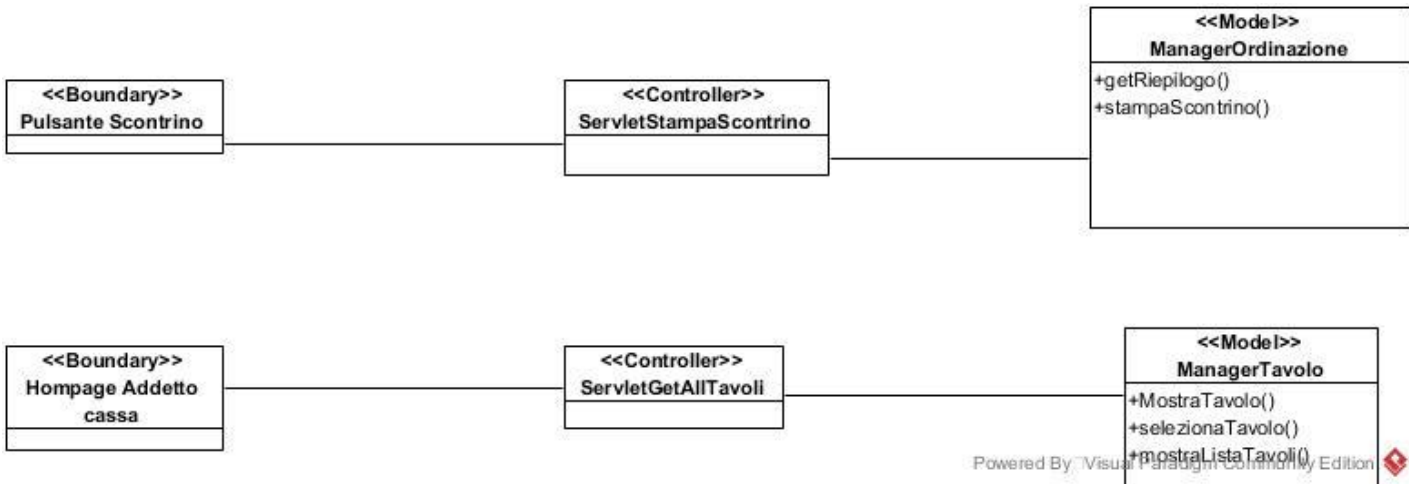 <<Boundary>>
Pulsante Scontrino
<<Controller>>
ServletStampaScontrino
<<Model>>
ManagerOrdinazione
+getRiepilogo()
+stampaScontrino()
<<Boundary>>
Hompage Addetto
cassa
<<Controller>>
ServletGetAllTavoli
<<Model>>
ManagerTavolo
+MostraTavolo()
+selezionaTavolo()
+mostraListaTavoli()
Powered By Visual Paradigm Community Edition